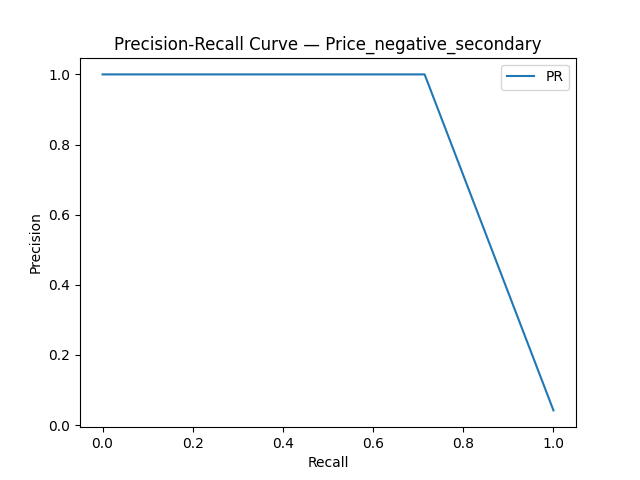 Precision-Recall Curve — Price_negative_secondary
PR
1.0
0.8
0.6
0.4
0.2
0.0
Precision
0.0 0.2 0.4 0.6 0.8 1.0
Recall